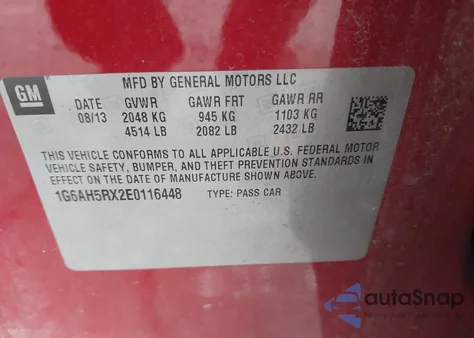 GM
MFD BY GENERAL MOTORS LLC
DATE GVWR GAWR FRT GAWR RR
08/13 2048 KG 945 KG 1103 KG
4514 LB 2082 LB 2432 LB
THIS VEHICLE CONFORMS TO ALL APPLICABLE U.S. FEDERAL MOTOR
VEHICLE SAFETY, BUMPER, AND THEFT PREVENTION STANDARDS IN
EFFECT ON THE DATE OF MANUFACTURE SHOWN ABOVE.
1G6AH5RX2E0116448 TYPE: PASS CAR
autoSnap